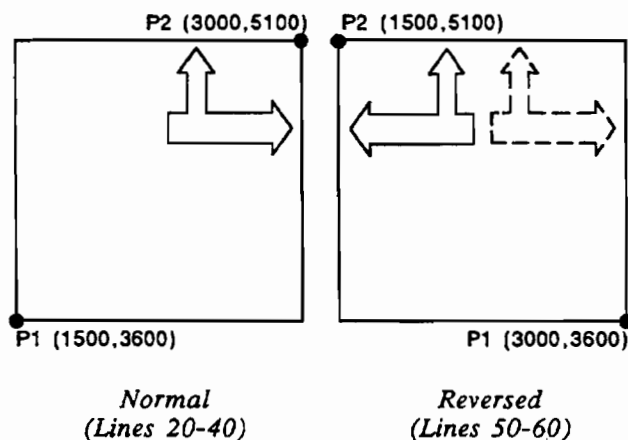 P2 (3000,5100)
P2 (1500,5100)
P1 (1500,3600)
P1 (3000,3600)
Normal
(Lines 20-40)
Reversed
(Lines 50-60)